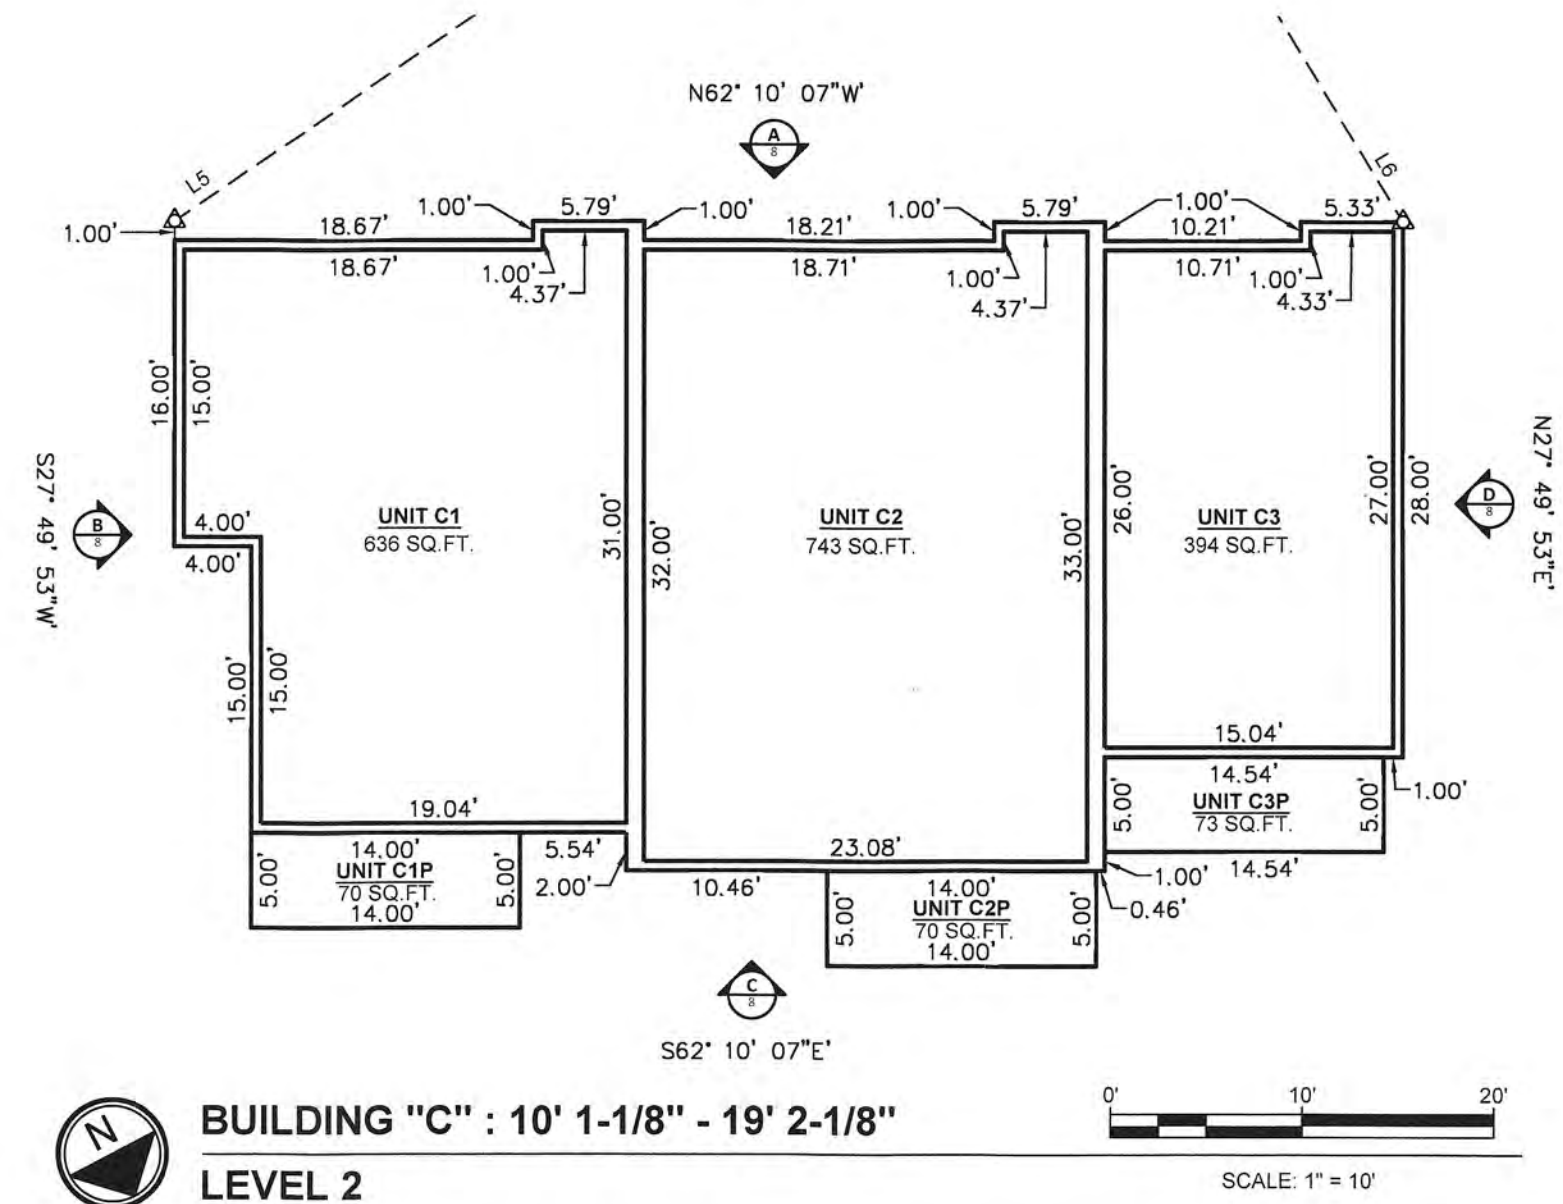 N62° 10' 07"W'
A
8
L5
L6
1.00'
18.67'
1.00'
5.79'
1.00'
18.21'
1.00'
5.79'
1.00'
10.21'
5.33'
18.67'
1.00'
4.37'
18.71'
1.00'
4.37'
10.71'
1.00'
4.33'
16.00'
15.00'
S27° 49' 53"W'
B
8
4.00'
4.00'
UNIT C1
636 SQ.FT.
31.00'
32.00'
UNIT C2
743 SQ.FT.
33.00'
26.00'
UNIT C3
394 SQ.FT.
27.00'
28.00'
D
8
N27° 49' 53"E'
15.00'
15.00'
15.04'
14.54'
UNIT C3P
73 SQ.FT.
5.00'
5.00'
1.00'
14.54'
19.04'
14.00'
UNIT C1P
70 SQ.FT.
14.00'
5.00'
5.00'
5.54'
2.00'
23.08'
10.46'
14.00'
UNIT C2P
70 SQ.FT.
14.00'
5.00'
5.00'
1.00'
0.46'
C
8
S62° 10' 07"E'
N
BUILDING "C" : 10' 1-1/8" - 19' 2-1/8"
LEVEL 2
0' 10' 20'
SCALE: 1" = 10'